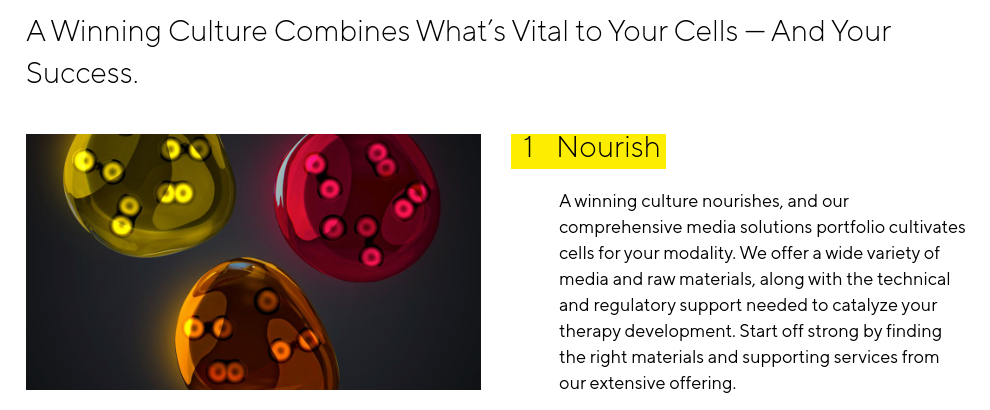 A Winning Culture Combines What’s Vital to Your Cells — And Your
Success.
1 Nourish
A winning culture nourishes, and our
comprehensive media solutions portfolio cultivates
cells for your modality. We offer a wide variety of
media and raw materials, along with the technical
and regulatory support needed to catalyze your
therapy development. Start off strong by finding
the right materials and supporting services from
our extensive offering.